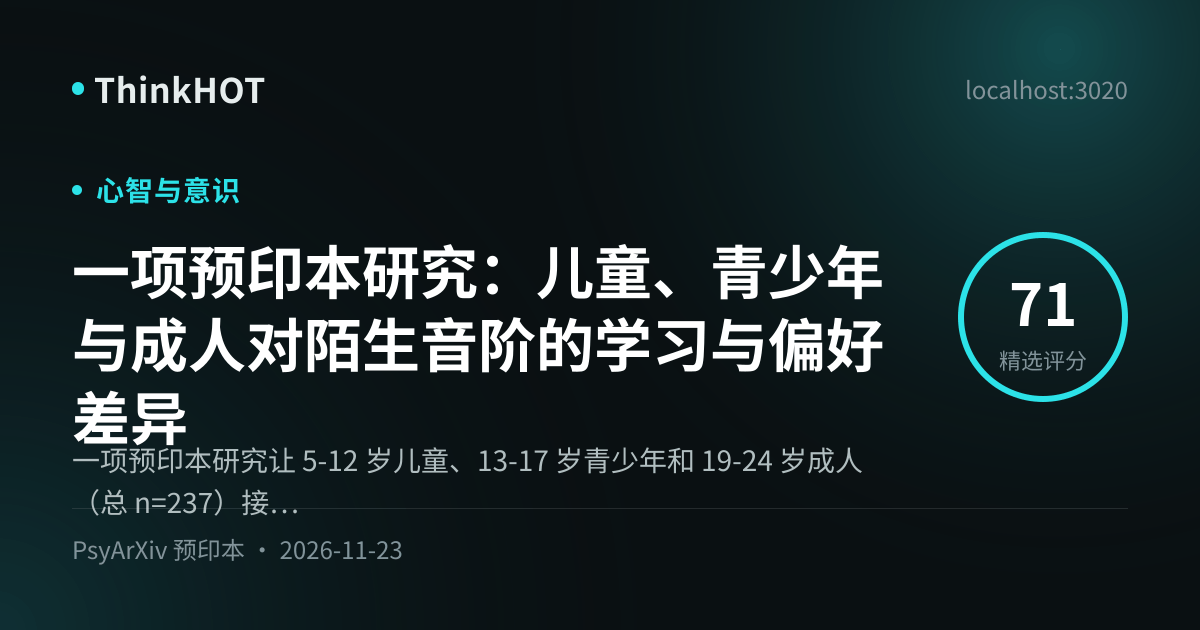 ThinkHOT
localhost:3020
心智与意识
一项预印本研究：儿童、青少年
与成人对陌生音阶的学习与偏好
差异
71
精选评分
一项预印本研究让 5-12 岁儿童、13-17 岁青少年和 19-24 岁成人
（总 n=237）接…
PsyArXiv 预印本 · 2026-11-23